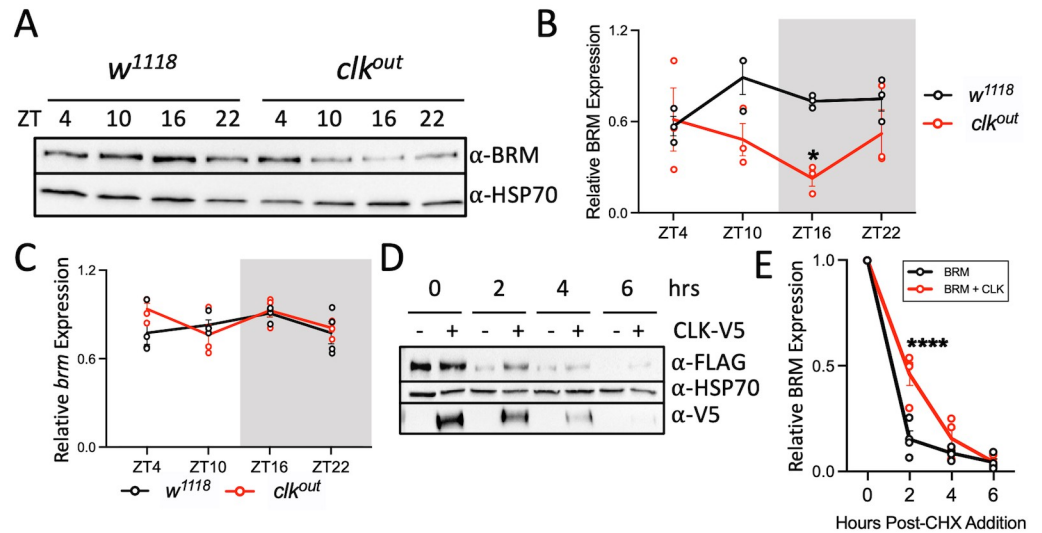 A
w1118 clkout
ZT 4 10 16 22 4 10 16 22
α-BRM
α-HSP70
B
Relative BRM Expression
1.2
0.6
0.0
ZT4 ZT10 ZT16 ZT22
*
w1118
clkout
C
Relative brm Expression
1.2
0.6
0.0
ZT4 ZT10 ZT16 ZT22
w1118 clkout
D
0 2 4 6 hrs
- + - + - + - + CLK-V5
α-FLAG
α-HSP70
α-V5
E
Relative BRM Expression
1.0
0.5
0.0
BRM
BRM + CLK
****
0 2 4 6
Hours Post-CHX Addition